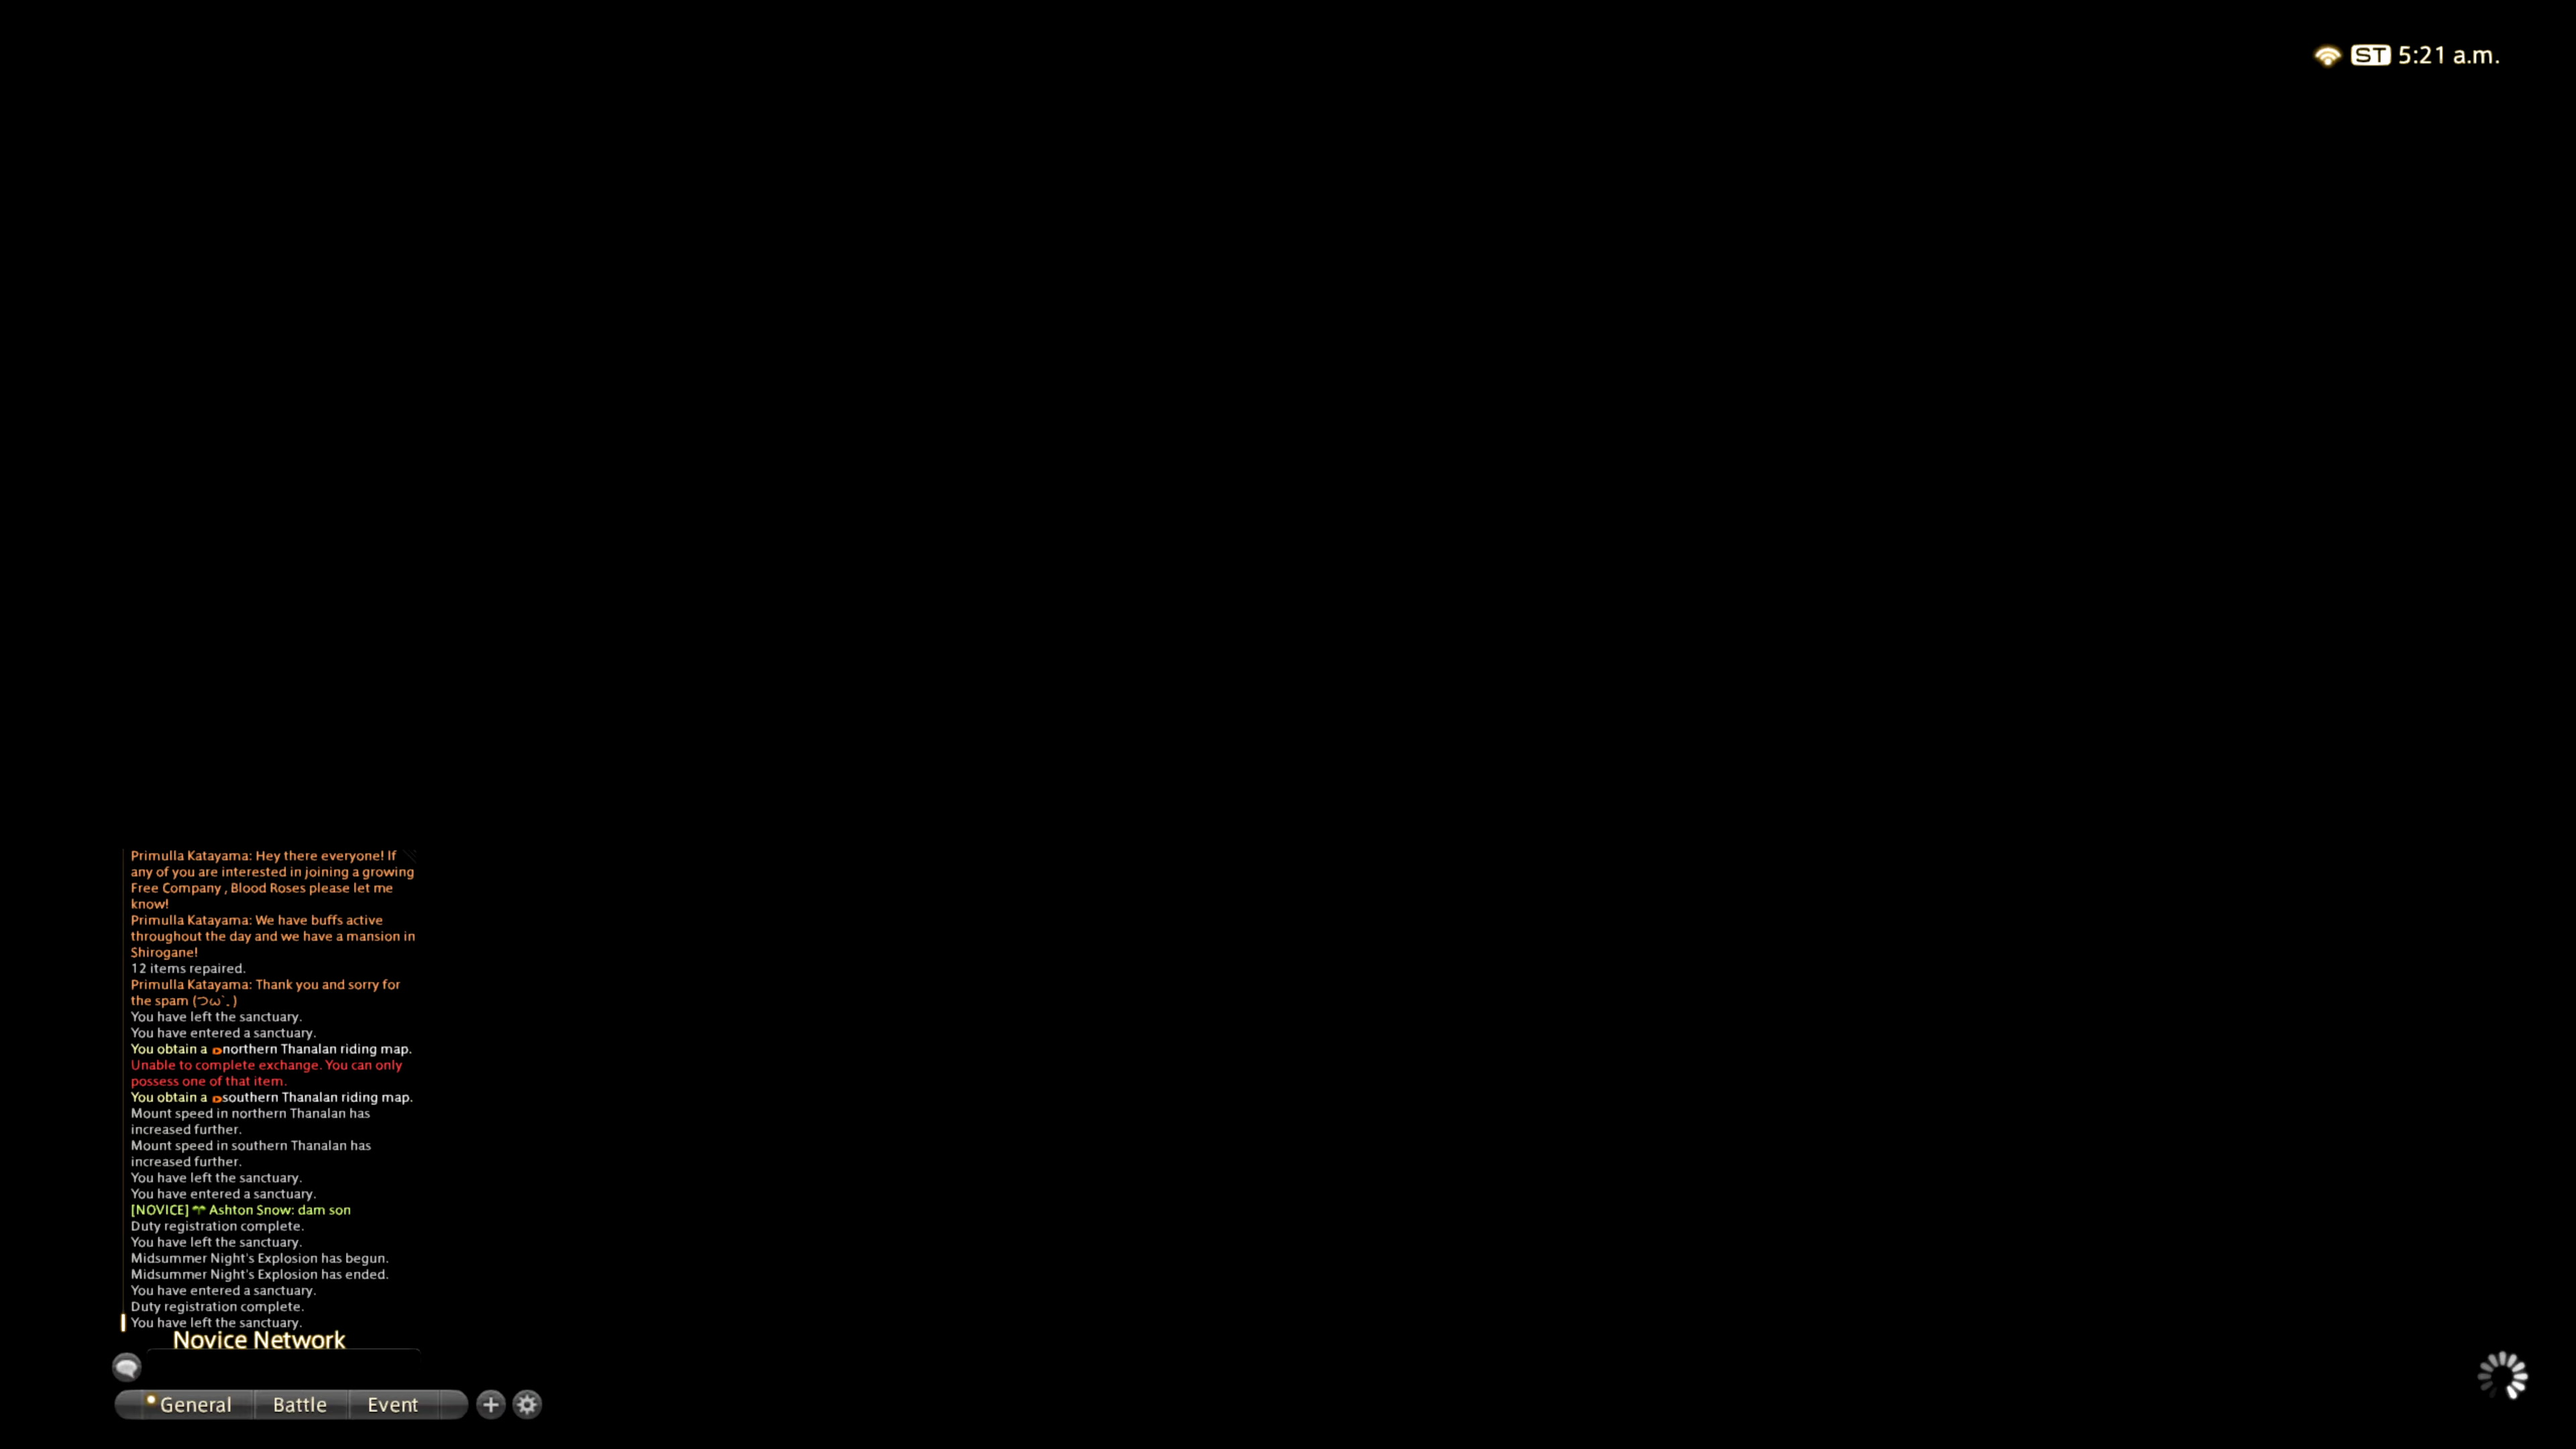 ST 5:21 a.m.
Primulla Katayama: Hey there everyone! If
any of you are interested in joining a growing
Free Company , Blood Roses please let me
know!
Primulla Katayama: We have buffs active
throughout the day and we have a mansion in
Shirogane!
12 items repaired.
Primulla Katayama: Thank you and sorry for
the spam (つω`｡)
You have left the sanctuary.
You have entered a sanctuary.
You obtain a northern Thanalan riding map.
Unable to complete exchange. You can only
possess one of that item.
You obtain a southern Thanalan riding map.
Mount speed in northern Thanalan has
increased further.
Mount speed in southern Thanalan has
increased further.
You have left the sanctuary.
You have entered a sanctuary.
[NOVICE] Ashton Snow: dam son
Duty registration complete.
You have left the sanctuary.
Midsummer Night's Explosion has begun.
Midsummer Night's Explosion has ended.
You have entered a sanctuary.
Duty registration complete.
You have left the sanctuary.
Novice Network
General Battle Event